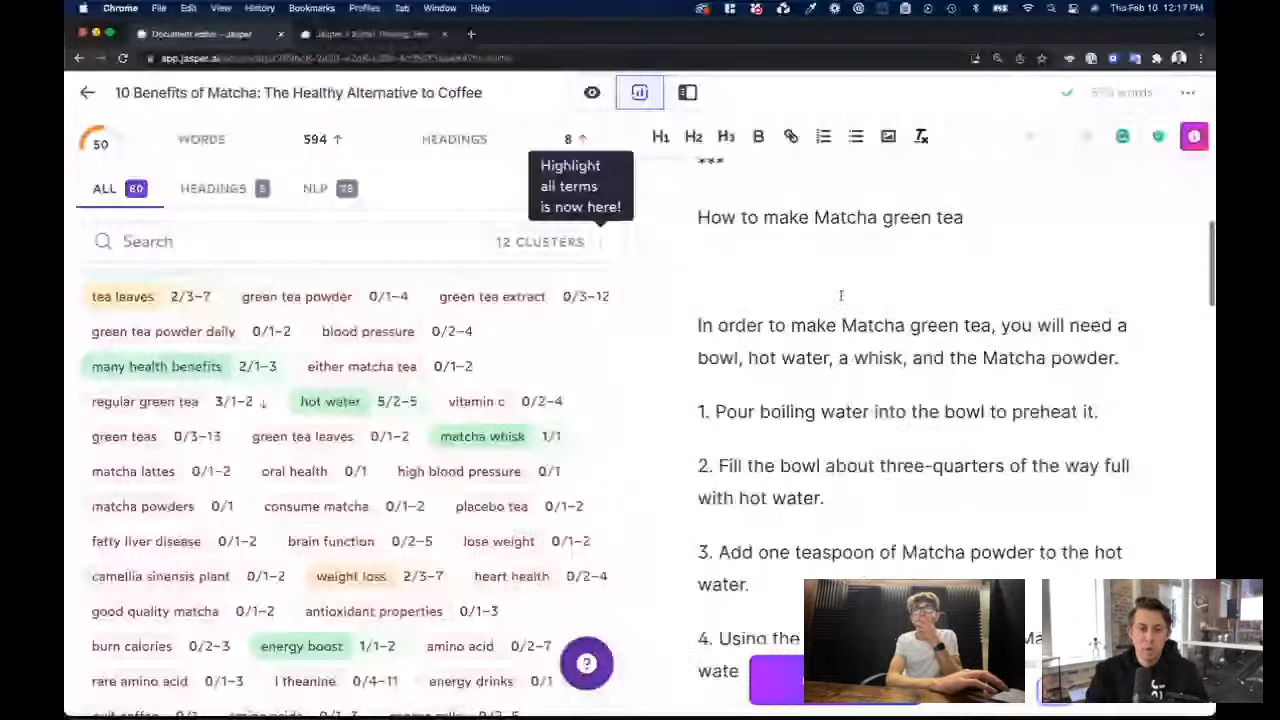 Chrome File Edit View History Bookmarks Profiles Tab Window Help Thu Feb 10 12:17 PM
Document editor – Jasper
app.jasper.ai
10 Benefits of Matcha: The Healthy Alternative to Coffee words
50 WORDS 594 ↑ HEADINGS 8 ↑ H1 H2 H3 B
ALL 80 HEADINGS NLP 78
Highlight
all terms
is now here!
Search 12 CLUSTERS
tea leaves 2/3–7 green tea powder 0/1–4 green tea extract 0/3–12
green tea powder daily 0/1–2 blood pressure 0/2–4
many health benefits 2/1–3 either matcha tea 0/1–2
regular green tea 3/1–2 ↓ hot water 5/2–5 vitamin c 0/2–4
green teas 0/3–13 green tea leaves 0/1–2 matcha whisk 1/1
matcha lattes 0/1–2 oral health 0/1 high blood pressure 0/1
matcha powders 0/1 consume matcha 0/1–2 placebo tea 0/1–2
fatty liver disease 0/1–2 brain function 0/2–5 lose weight 0/1–2
camellia sinensis plant 0/1–2 weight loss 2/3–7 heart health 0/2–4
good quality matcha 0/1–2 antioxidant properties 0/1–3
burn calories 0/2–3 energy boost 1/1–2 amino acid 0/2–7
rare amino acid 0/1–3 l theanine 0/4–11 energy drinks 0/1
***
How to make Matcha green tea
In order to make Matcha green tea, you will need a
bowl, hot water, a whisk, and the Matcha powder.
1. Pour boiling water into the bowl to preheat it.
2. Fill the bowl about three-quarters of the way full
with hot water.
3. Add one teaspoon of Matcha powder to the hot
water.
4. Using the Ma
wate